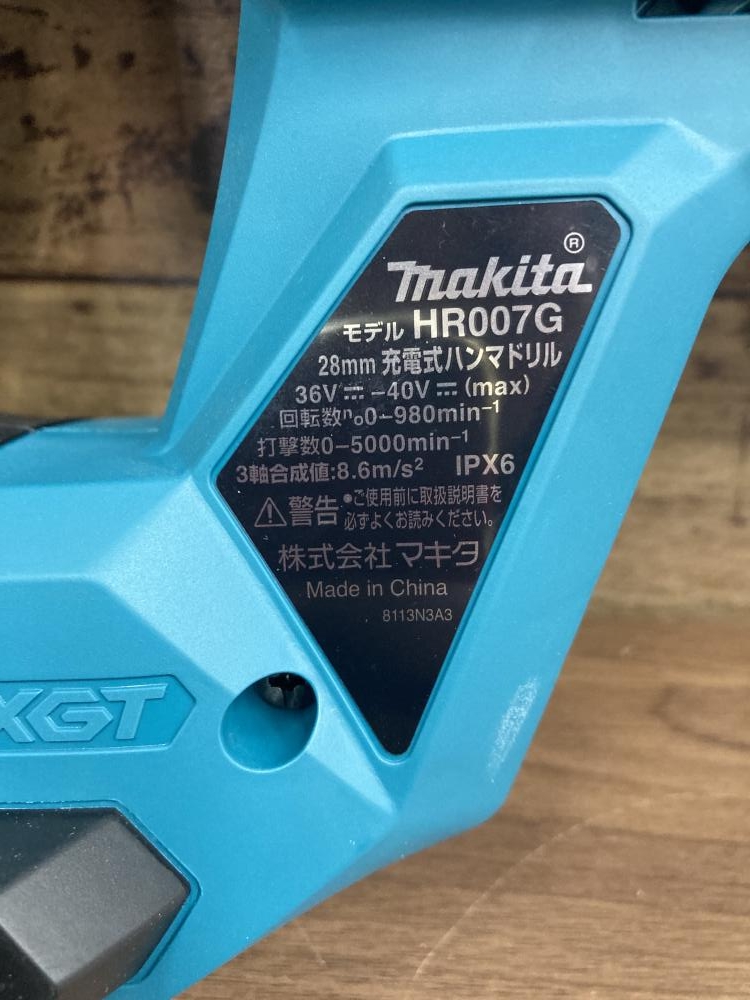 makita®
モデル HR007G
28mm 充電式ハンマドリル
36V⎓–40V⎓(max)
回転数n₀0–980min⁻¹
打撃数0–5000min⁻¹
3軸合成値:8.6m/s² IPX6
⚠警告 •ご使用前に取扱説明書を
必ずよくお読みください。
株式会社 マキタ
Made in China
8113N3A3
XGT